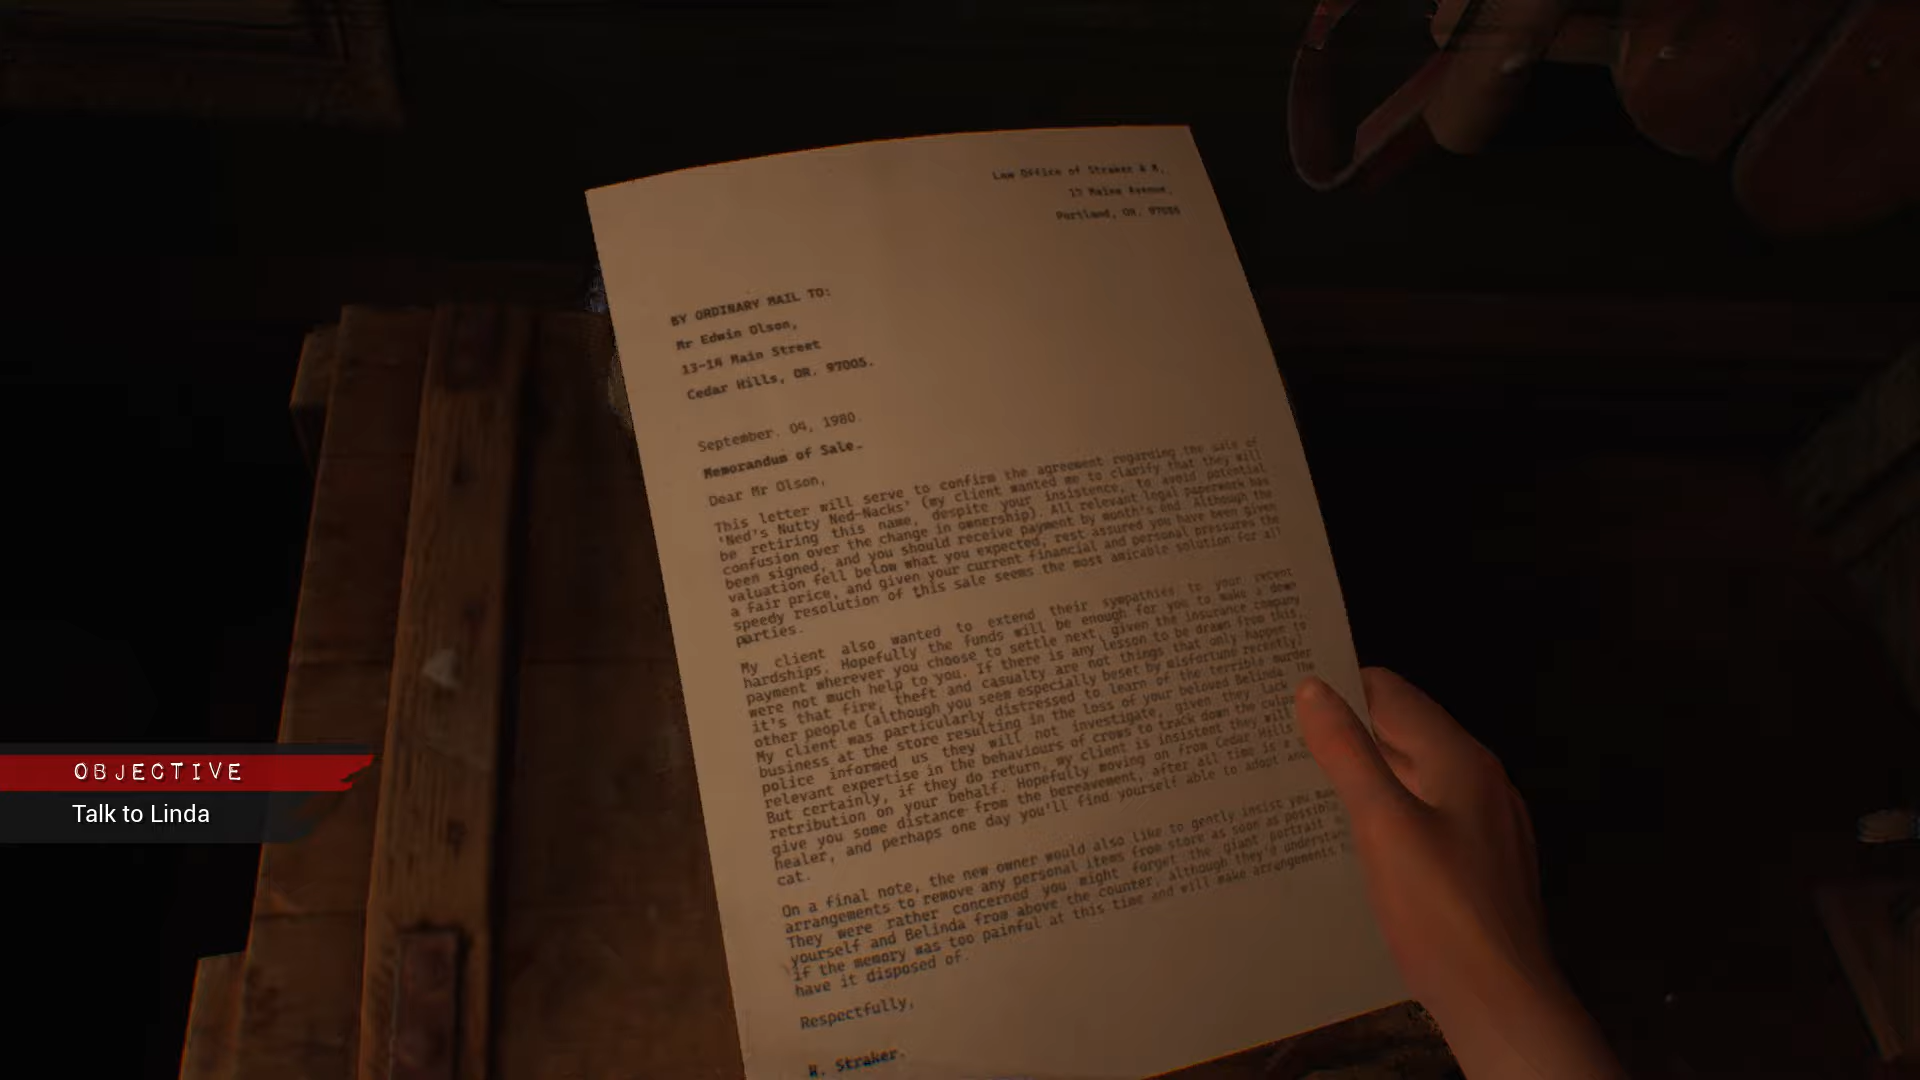 Law Office of Straker & M.
17 Maine Avenue,
Portland, OR. 97086
BY ORDINARY MAIL TO:
Mr Edwin Olson,
13-14 Main Street
Cedar Hills, OR. 97005.
September. 04, 1980.
Memorandum of Sale.
Dear Mr Olson,
This letter will serve to confirm the agreement regarding the sale of
'Ned's Nutty Ned-Nacks' (my client wanted me to clarify that they will
be retiring this name, despite your insistence, to avoid potential
confusion over the change in ownership). All relevant legal paperwork has
been signed, and you should receive payment by month's end. Although the
valuation fell below what you expected, rest assured you have been given
a fair price, and given your current financial and personal pressures the
speedy resolution of this sale seems the most amicable solution for all
parties.
My client also wanted to extend their sympathies to your recent
hardships. Hopefully the funds will be enough for you to make a down
payment wherever you choose to settle next, given the insurance company
were not much help to you. If there is any lesson to be drawn from this,
it's that fire, theft and casualty are not things that only happen to
other people (although you seem especially beset by misfortune recently).
My client was particularly distressed to learn of the terrible murder
business at the store resulting in the loss of your beloved Belinda. The
police informed us they will not investigate, given they lack
relevant expertise in the behaviours of crows to track down the
But certainly, if they do return, my client is insistent they will
retribution on your behalf. Hopefully moving on from Cedar Hills
give you some distance from the bereavement, after all time is a
healer, and perhaps one day you'll find yourself able to adopt
cat.
On a final note, the new owner would also like to gently insist you
arrangements to remove any personal items from store as soon as possible.
They were rather concerned you might forget the giant portrait
yourself and Belinda from above the counter, although they'd
if the memory was too painful at this time and will make arrangements
have it disposed of.
Respectfully,
Straker.
OBJECTIVE
Talk to Linda